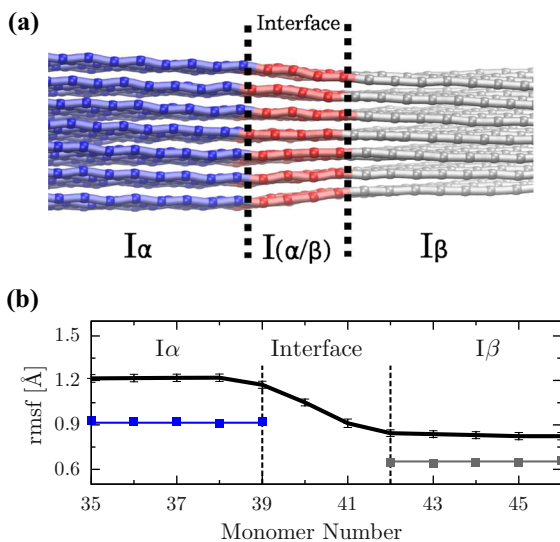 (a)
Interface
Iα I(α/β) Iβ
(b)
1.5
1.2
0.9
0.6
rmsf [Å]
Iα Interface Iβ
35 37 39 41 43 45
Monomer Number